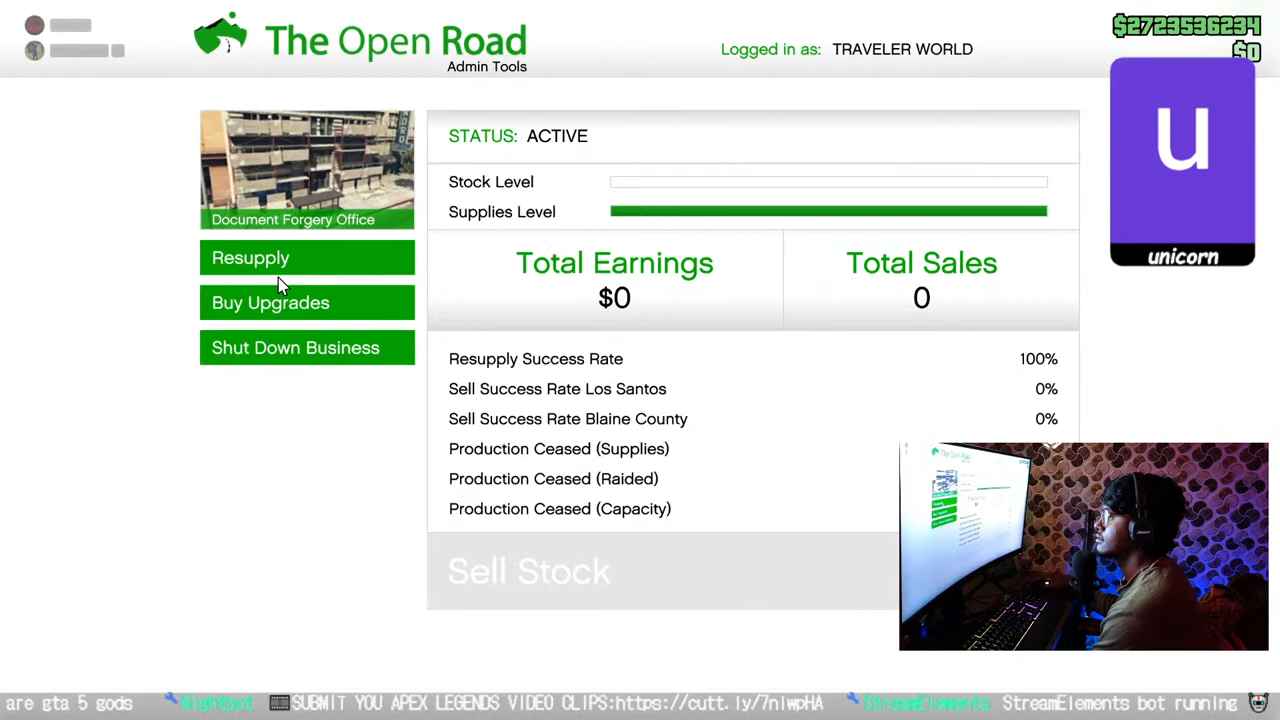 The Open Road
Admin Tools
Logged in as: TRAVELER WORLD
$2723536234
$0
u
unicorn
Document Forgery Office
Resupply
Buy Upgrades
Shut Down Business
STATUS: ACTIVE
Stock Level
Supplies Level
Total Earnings
$0
Total Sales
0
Resupply Success Rate 100%
Sell Success Rate Los Santos 0%
Sell Success Rate Blaine County 0%
Production Ceased (Supplies)
Production Ceased (Raided)
Production Ceased (Capacity)
Sell Stock
The Open Road
are gta 5 gods Nightbot SUBMIT YOU APEX LEGENDS VIDEO CLIPS:https://cutt.ly/7nlwpHA StreamElements StreamElements bot running